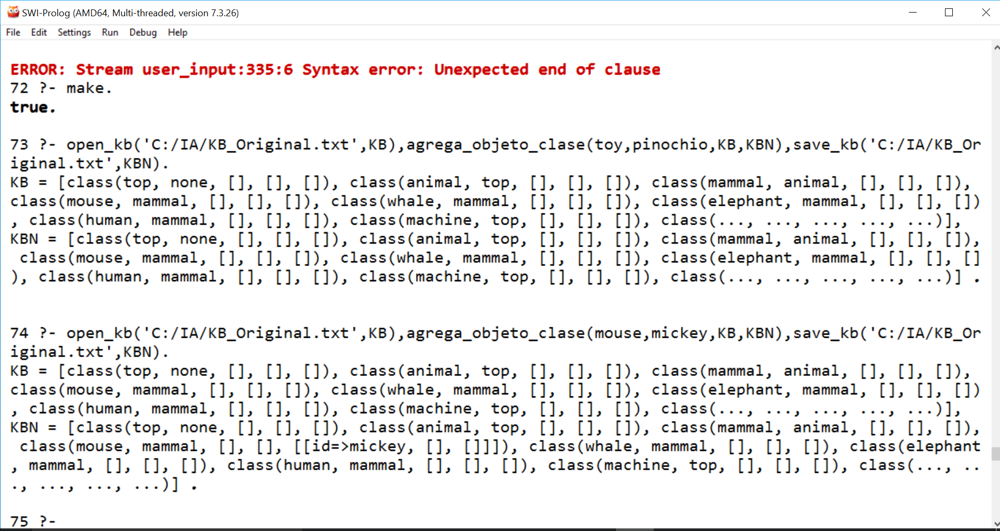 SWI-Prolog (AMD64, Multi-threaded, version 7.3.26)
File Edit Settings Run Debug Help
ERROR: Stream user_input:335:6 Syntax error: Unexpected end of clause
72 ?- make.
true.
73 ?- open_kb('C:/IA/KB_Original.txt',KB),agrega_objeto_clase(toy,pinochio,KB,KBN),save_kb('C:/IA/KB_Or
iginal.txt',KBN).
KB = [class(top, none, [], [], []), class(animal, top, [], [], []), class(mammal, animal, [], [], []),
class(mouse, mammal, [], [], []), class(whale, mammal, [], [], []), class(elephant, mammal, [], [], [])
, class(human, mammal, [], [], []), class(machine, top, [], [], []), class(..., ..., ..., ..., ...)],
KBN = [class(top, none, [], [], []), class(animal, top, [], [], []), class(mammal, animal, [], [], []),
class(mouse, mammal, [], [], []), class(whale, mammal, [], [], []), class(elephant, mammal, [], [], []
), class(human, mammal, [], [], []), class(machine, top, [], [], []), class(..., ..., ..., ..., ...)] .
74 ?- open_kb('C:/IA/KB_Original.txt',KB),agrega_objeto_clase(mouse,mickey,KB,KBN),save_kb('C:/IA/KB_Or
iginal.txt',KBN).
KB = [class(top, none, [], [], []), class(animal, top, [], [], []), class(mammal, animal, [], [], []),
class(mouse, mammal, [], [], []), class(whale, mammal, [], [], []), class(elephant, mammal, [], [], [])
, class(human, mammal, [], [], []), class(machine, top, [], [], []), class(..., ..., ..., ..., ...)],
KBN = [class(top, none, [], [], []), class(animal, top, [], [], []), class(mammal, animal, [], [], []),
class(mouse, mammal, [], [], [[id=>mickey, [], []]]), class(whale, mammal, [], [], []), class(elephant
, mammal, [], [], []), class(human, mammal, [], [], []), class(machine, top, [], [], []), class(..., ..
., ..., ..., ...)] .
75 ?-